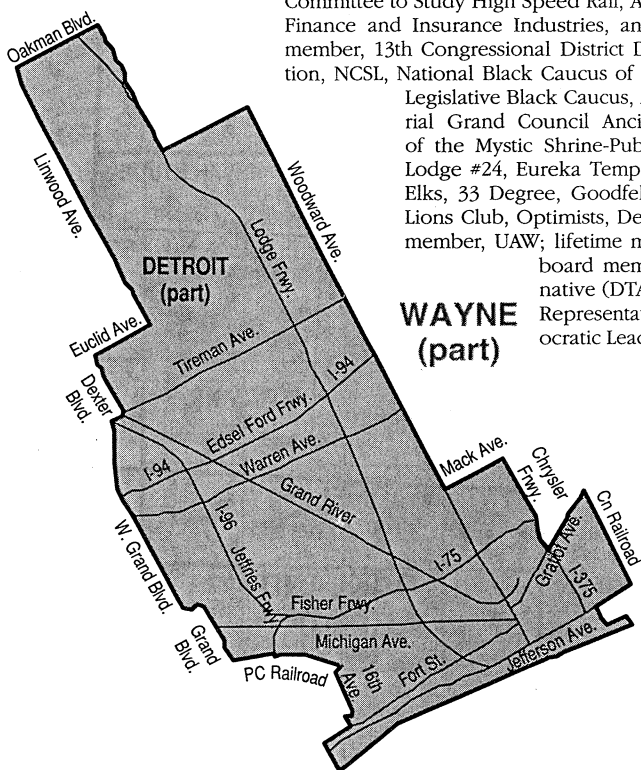 Committee to Study High Speed Rail, A
Finance and Insurance Industries, an
member, 13th Congressional District D
tion, NCSL, National Black Caucus of
Legislative Black Caucus,
rial Grand Council Anci
of the Mystic Shrine-Pub
Lodge #24, Eureka Temp
Elks, 33 Degree, Goodfel
Lions Club, Optimists, De
member, UAW; lifetime m
board mem
native (DTA
Representa
ocratic Lead
Oakman Blvd.
Linwood Ave.
Woodward Ave.
Lodge Frwy.
DETROIT
(part)
WAYNE
(part)
Euclid Ave.
Tireman Ave.
Dexter
Blvd.
I-94
Edsel Ford Frwy.
I-94
Warren Ave.
Mack Ave.
Chrysler
Frwy.
Cn Railroad
Grand River
I-96
Jeffries Frwy.
W. Grand Blvd.
I-75
Gratiot Ave.
I-375
Fisher Frwy.
Grand
Blvd.
Michigan Ave.
Jefferson Ave.
PC Railroad
16th
Ave.
Fort St.